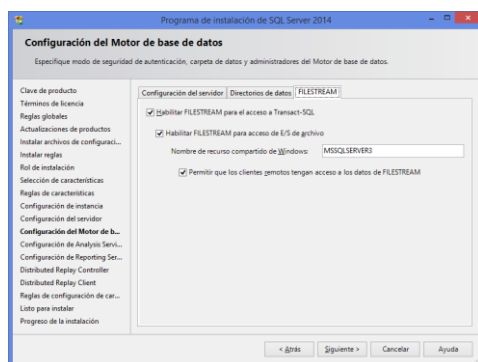 Programa de instalación de SQL Server 2014
Configuración del Motor de base de datos
Especifique modo de seguridad de autenticación, carpeta de datos y administradores del Motor de base de datos.
Clave de producto
Términos de licencia
Reglas globales
Actualizaciones de productos
Instalar archivos de configuraci...
Instalar reglas
Rol de instalación
Selección de características
Reglas de características
Configuración de instancia
Configuración del servidor
Configuración del Motor de b...
Configuración de Analysis Servi...
Configuración de Reporting Ser...
Distributed Replay Controller
Distributed Replay Client
Reglas de configuración de car...
Listo para instalar
Progreso de la instalación
Configuración del servidor Directorios de datos FILESTREAM
Habilitar FILESTREAM para el acceso a Transact-SQL
Habilitar FILESTREAM para acceso de E/S de archivo
Nombre de recurso compartido de Windows: MSSQLSERVER3
Permitir que los clientes remotos tengan acceso a los datos de FILESTREAM
< Atrás Siguiente > Cancelar Ayuda